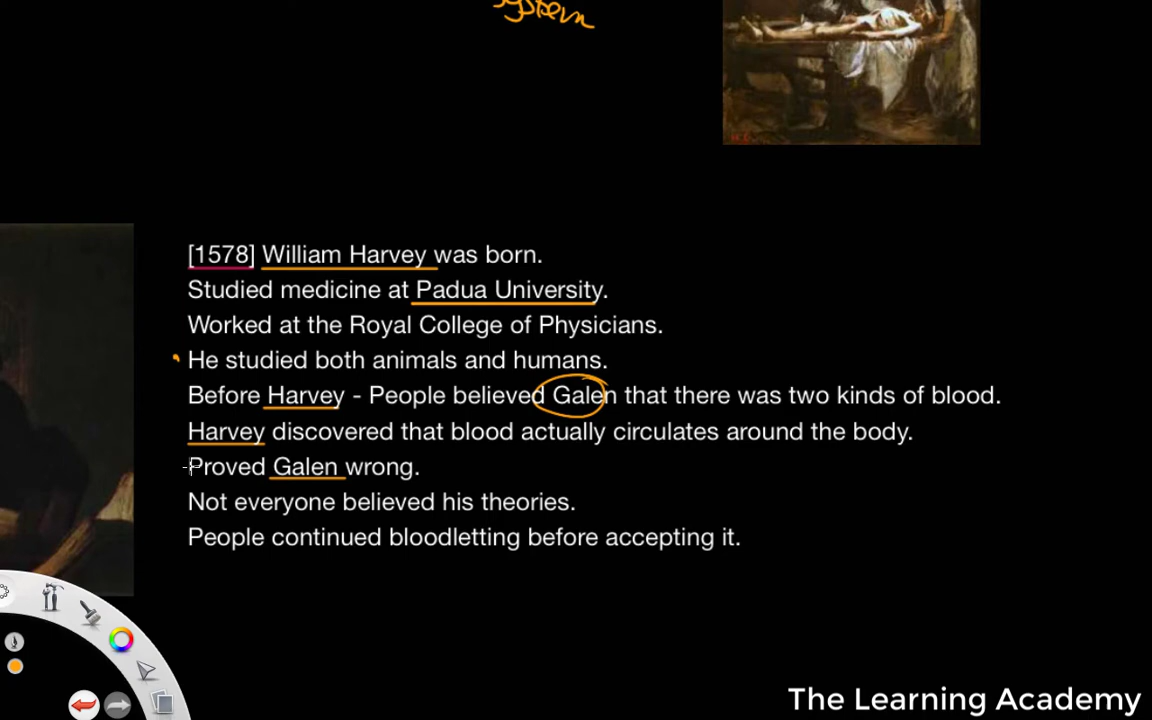 system
[1578] William Harvey was born.
Studied medicine at Padua University.
Worked at the Royal College of Physicians.
He studied both animals and humans.
Before Harvey - People believed Galen that there was two kinds of blood.
Harvey discovered that blood actually circulates around the body.
Proved Galen wrong.
Not everyone believed his theories.
People continued bloodletting before accepting it.
The Learning Academy